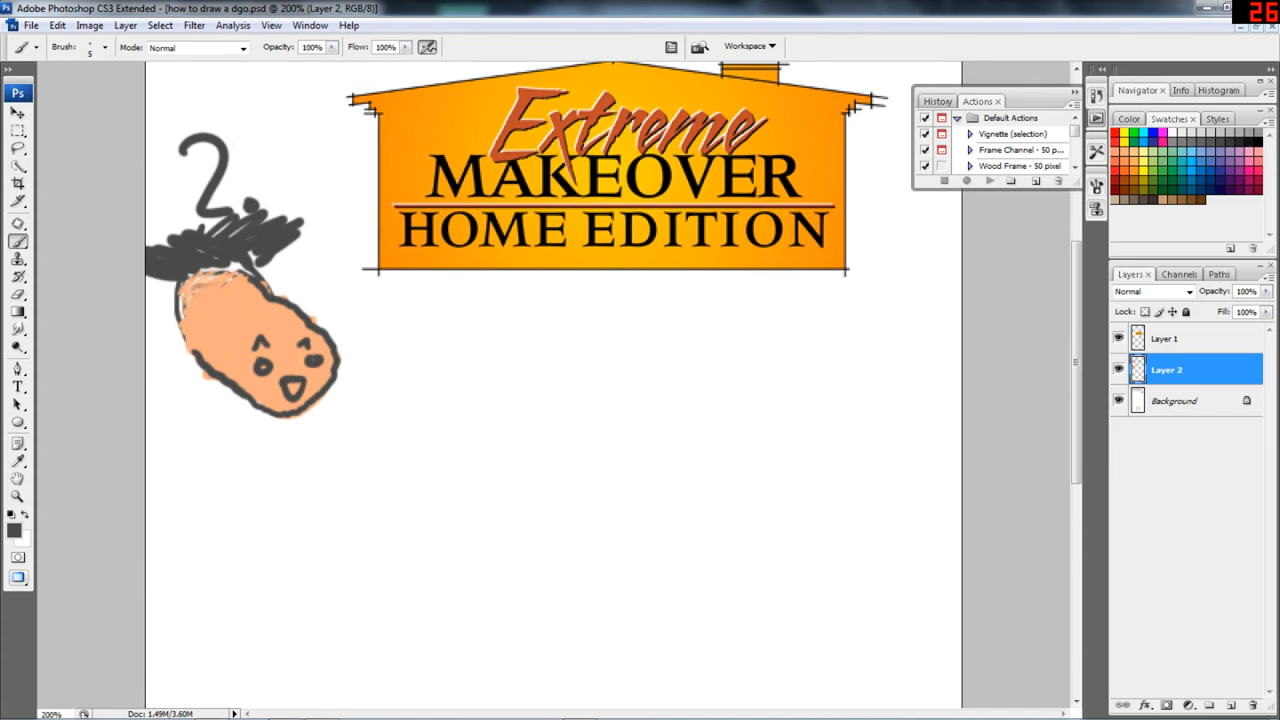 Adobe Photoshop CS3 Extended - [how to draw a dgo.psd @ 200% (Layer 2, RGB/8)]
26
File Edit Image Layer Select Filter Analysis View Window Help
Brush: 5 Mode: Normal Opacity: 100% Flow: 100% Workspace
Ps
Extreme
MAKEOVER
HOME EDITION
?
T
History Actions
Default Actions
Vignette (selection)
Frame Channel - 50 p...
Wood Frame - 50 pixel
Navigator Info Histogram
Color Swatches Styles
Layers Channels Paths
Normal Opacity: 100%
Lock: Fill: 100%
Layer 1
Layer 2
Background
fx
200% Doc: 1.49M/3.60M